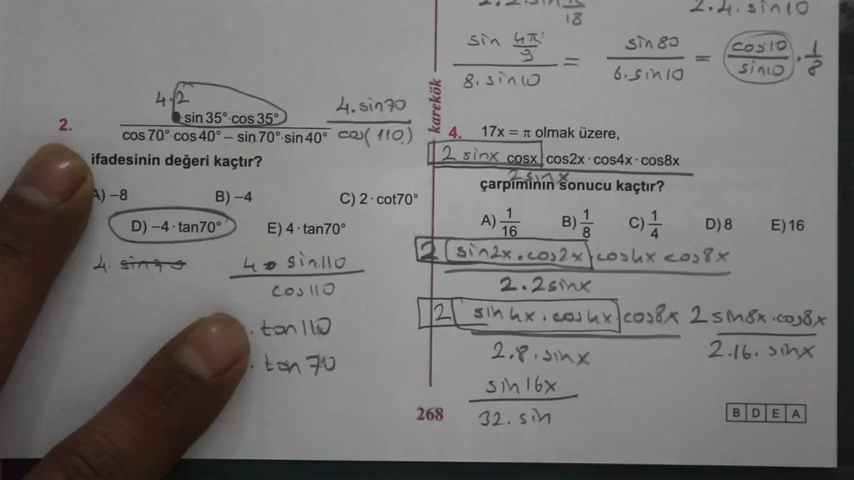 2.2.sin π/18
2.4.sin10
sin 4π/9 / 8.sin10 = sin80 / 6.sin10 = cos10 / sin10 . 1/8
2.
4.2
sin 35°·cos 35° / cos 70°·cos 40° − sin 70°·sin 40°
4.sin70 / cos(110)
ifadesinin değeri kaçtır?
A) −8 B) −4 C) 2·cot70°
D) −4·tan70° E) 4·tan70°
4.
4 sin110 / cos110
. tan110
. tan 70
karekök
4. 17x = π olmak üzere,
2 sinx cosx cos2x·cos4x·cos8x
2sinx
çarpımının sonucu kaçtır?
A) 1/16 B) 1/8 C) 1/4 D) 8 E) 16
2 sin2x.cos2x.cos4x cos8x / 2.2sinx
2 sin4x.cos4x.cos8x / 2.8.sinx
2 sin8x.cos8x / 2.16.sinx
sin16x / 32.sin
268
B D E A